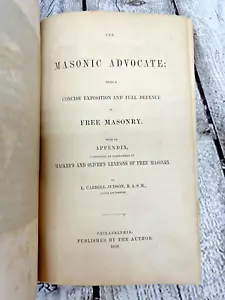 THE
MASONIC ADVOCATE:
BEING A
CONCISE EXPOSITION AND FULL DEFENCE
OF
FREE MASONRY.
WITH AN
APPENDIX,
MACKEY'S AND OLIVER'S LEXICONS OF FREE MASONRY.
BY
L. CARROLL JUDSON,
PHILADELPHIA:
PUBLISHED BY THE AUTHOR.